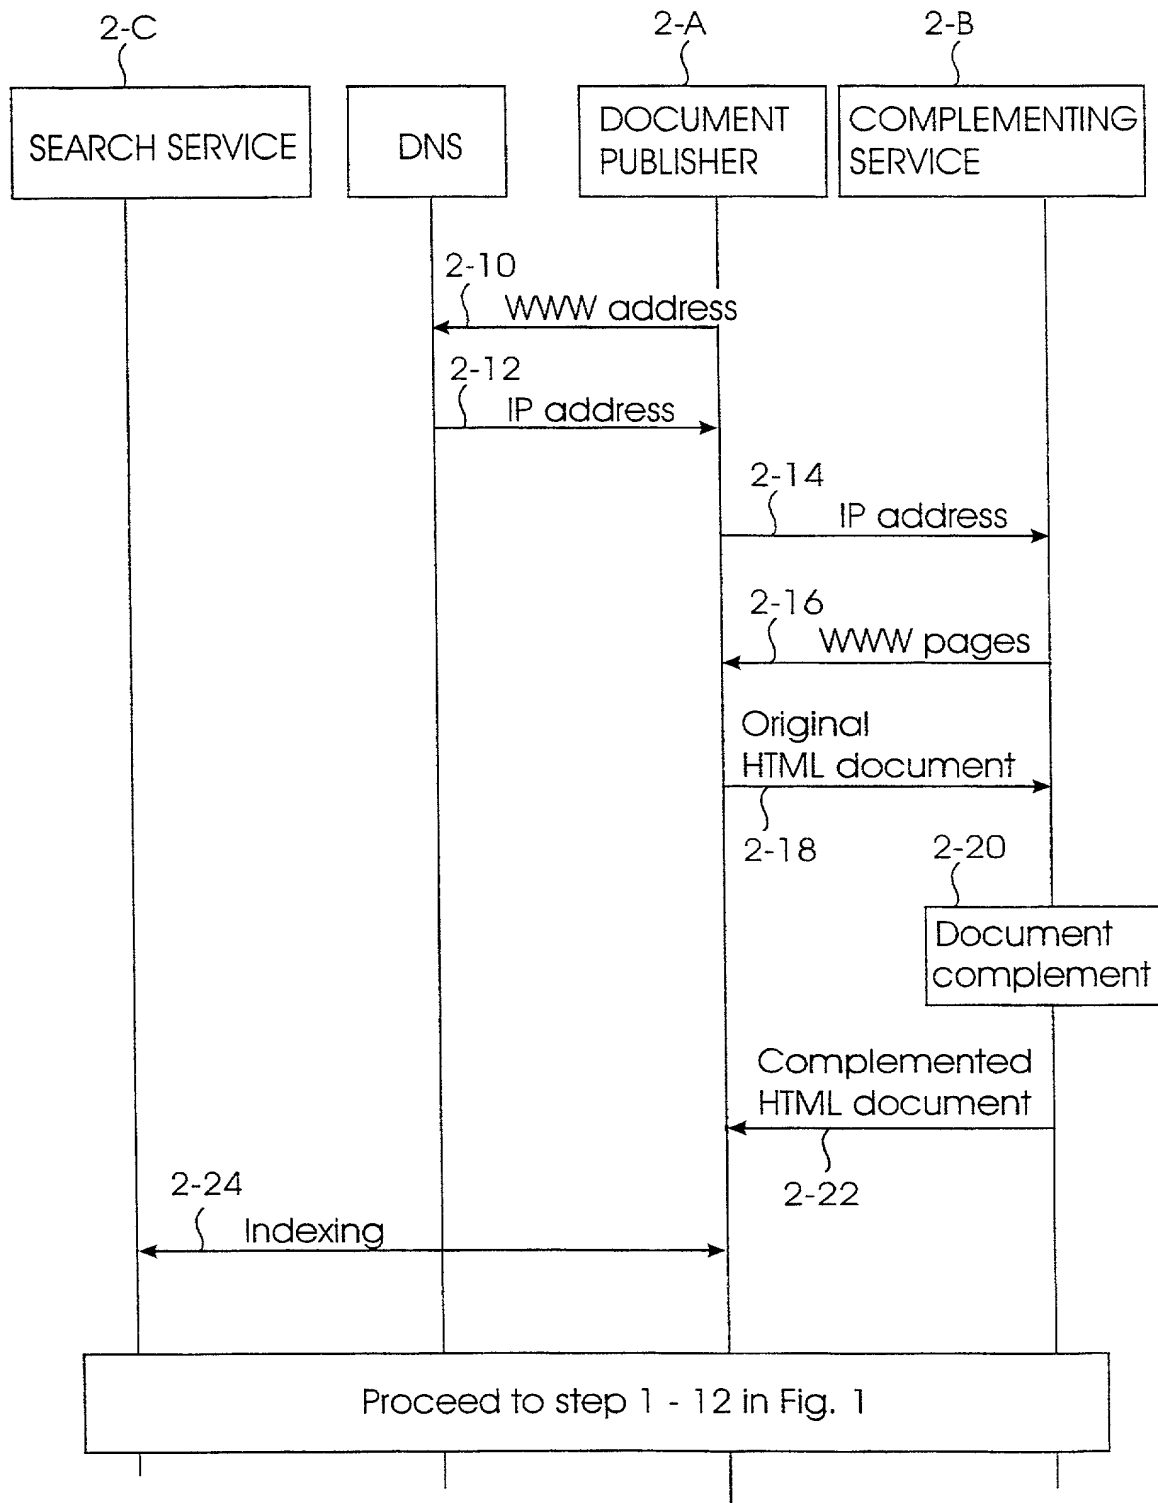 2-C
2-A
2-B
SEARCH SERVICE
DNS
DOCUMENT
PUBLISHER
COMPLEMENTING
SERVICE
2-10
WWW address
2-12
IP address
2-14
IP address
2-16
WWW pages
Original
HTML document
2-18
2-20
Document
complement
Complemented
HTML document
2-22
2-24
Indexing
Proceed to step 1 - 12 in Fig. 1